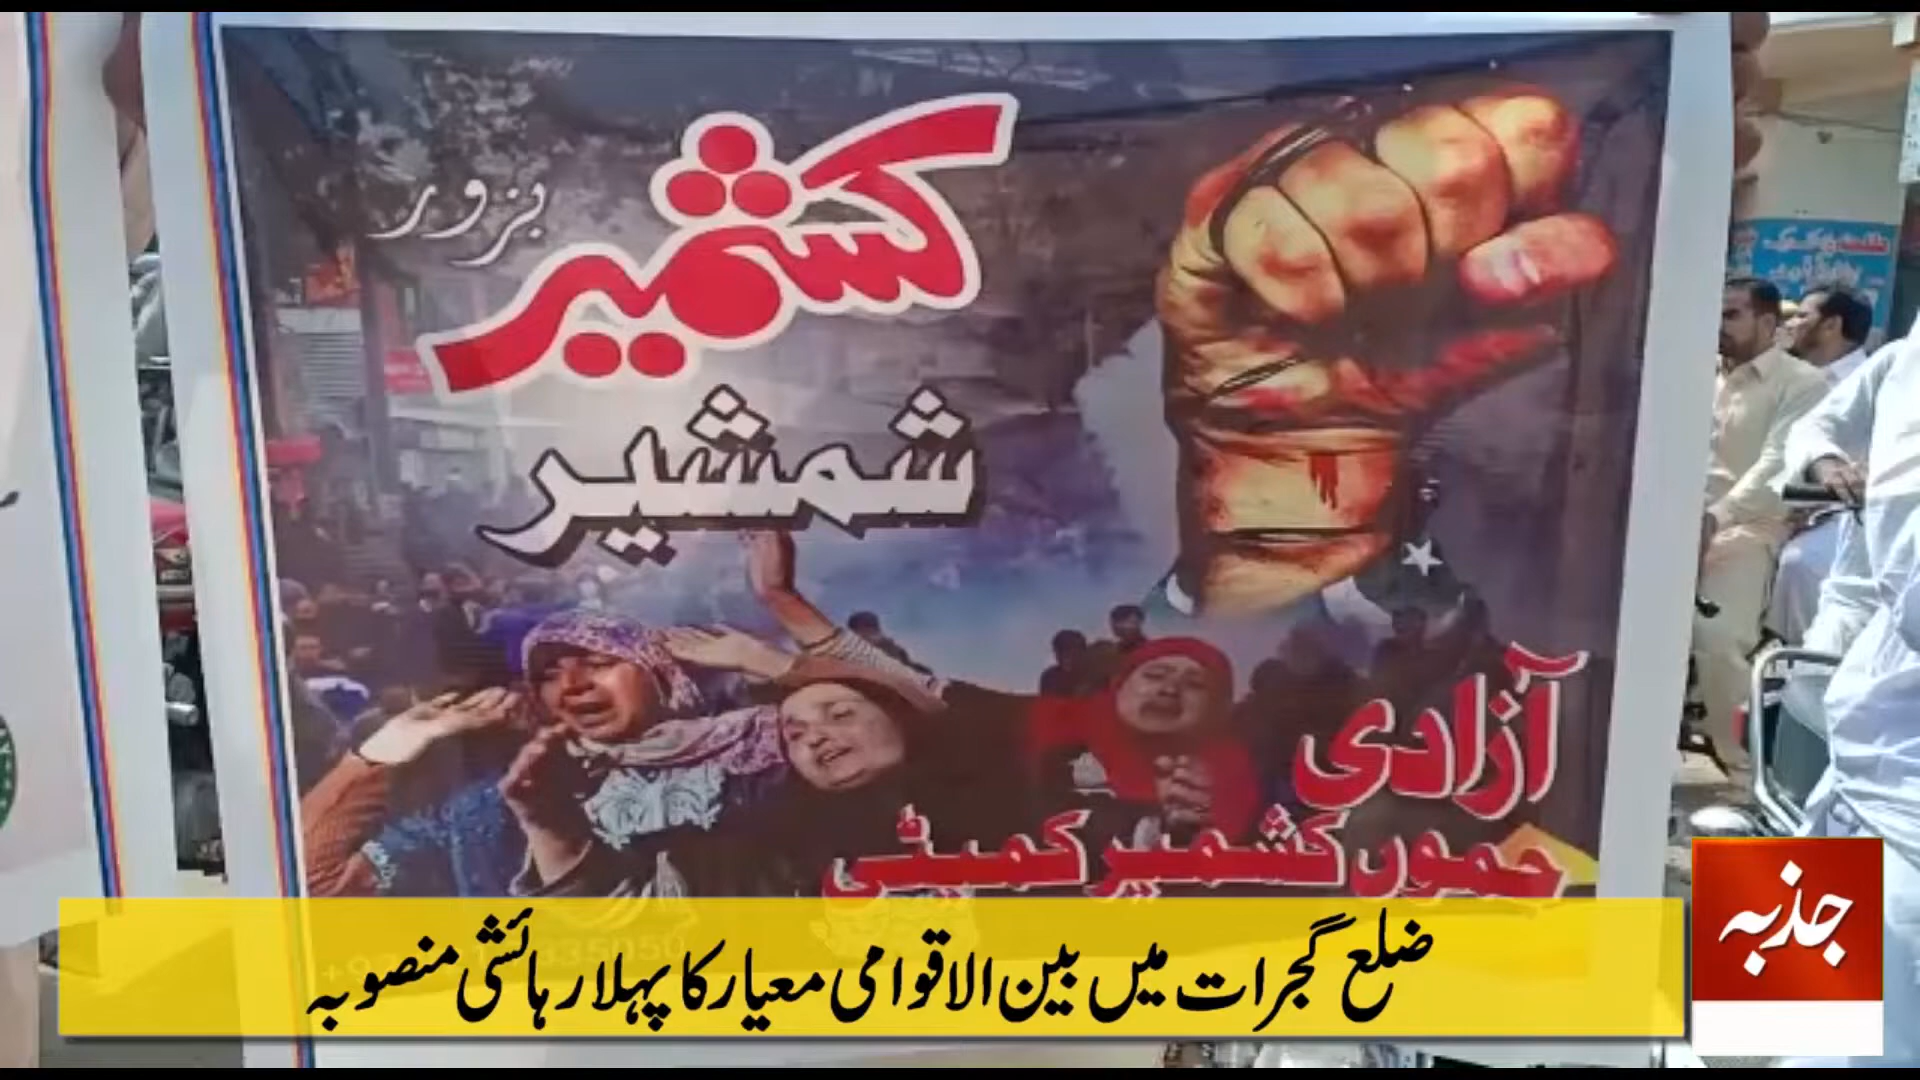 کشمیر بزور
شمشیر
آزادی
جموں کشمیر کمیٹی
جذبہ
ضلع گجرات میں بین الاقوامی معیار کا پہلا رہائشی منصوبہ